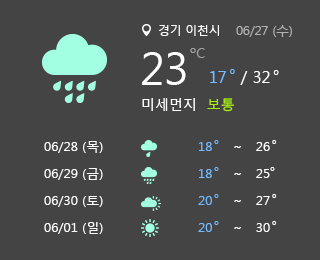 경기 이천시 06/27 (수)
23 °C 17° / 32°
미세먼지 보통
06/28 (목) 18° ~ 26°
06/29 (금) 18° ~ 25°
06/30 (토) 20° ~ 27°
06/01 (일) 20° ~ 30°